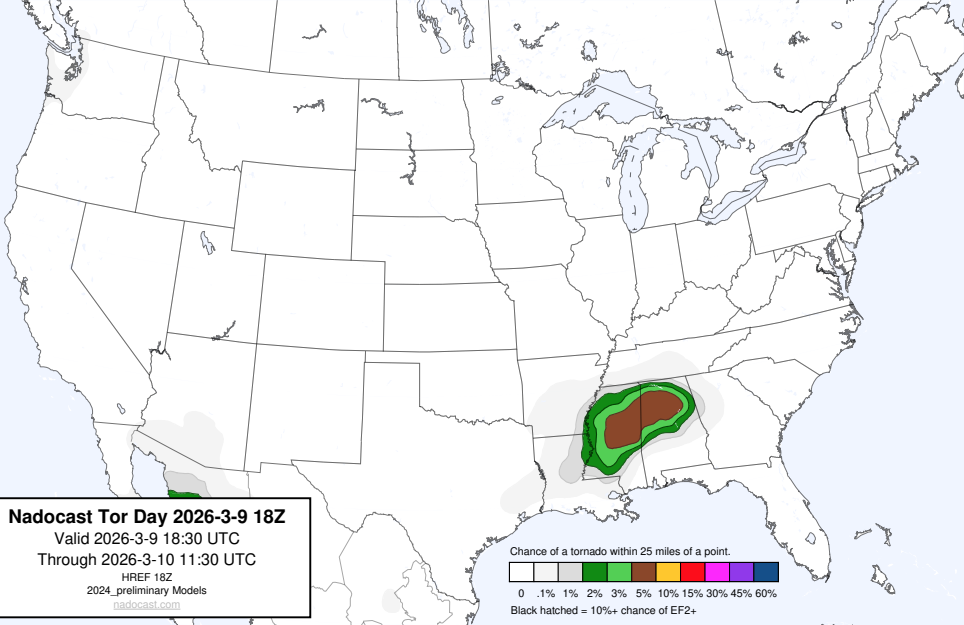 Nadocast Tor Day 2026-3-9 18Z
Valid 2026-3-9 18:30 UTC
Through 2026-3-10 11:30 UTC
HREF 18Z
2024_preliminary Models
nadocast.com
Chance of a tornado within 25 miles of a point.
0 .1% 1% 2% 3% 5% 10% 15% 30% 45% 60%
Black hatched = 10%+ chance of EF2+